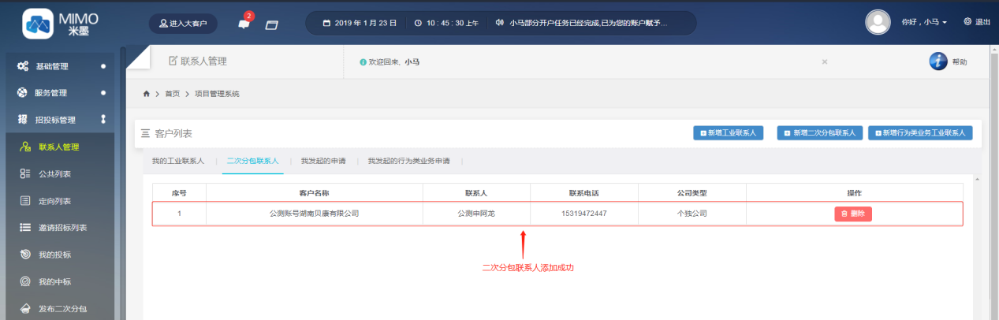 MIMO
米墨
进入大客户
2
2019 年 1 月 23 日
10 : 45 : 30 上午
小马部分开户任务已经完成,已为您的账户赋予...
你好 , 小马
退出
基础管理
服务管理
招投标管理
联系人管理
公共列表
定向列表
邀请招标列表
我的投标
我的中标
发布二次分包
联系人管理
欢迎回来, 小马
×
帮助
首页 > 项目管理系统
客户列表
新增工业联系人
新增二次分包联系人
新增行为类业务工业联系人
我的工业联系人
二次分包联系人
我发起的申请
我发起的行为类业务申请
序号 客户名称 联系人 联系电话 公司类型 操作
1 公测账号湖南贝康有限公司 公测申阿龙 15319472447 个独公司 删除
二次分包联系人添加成功